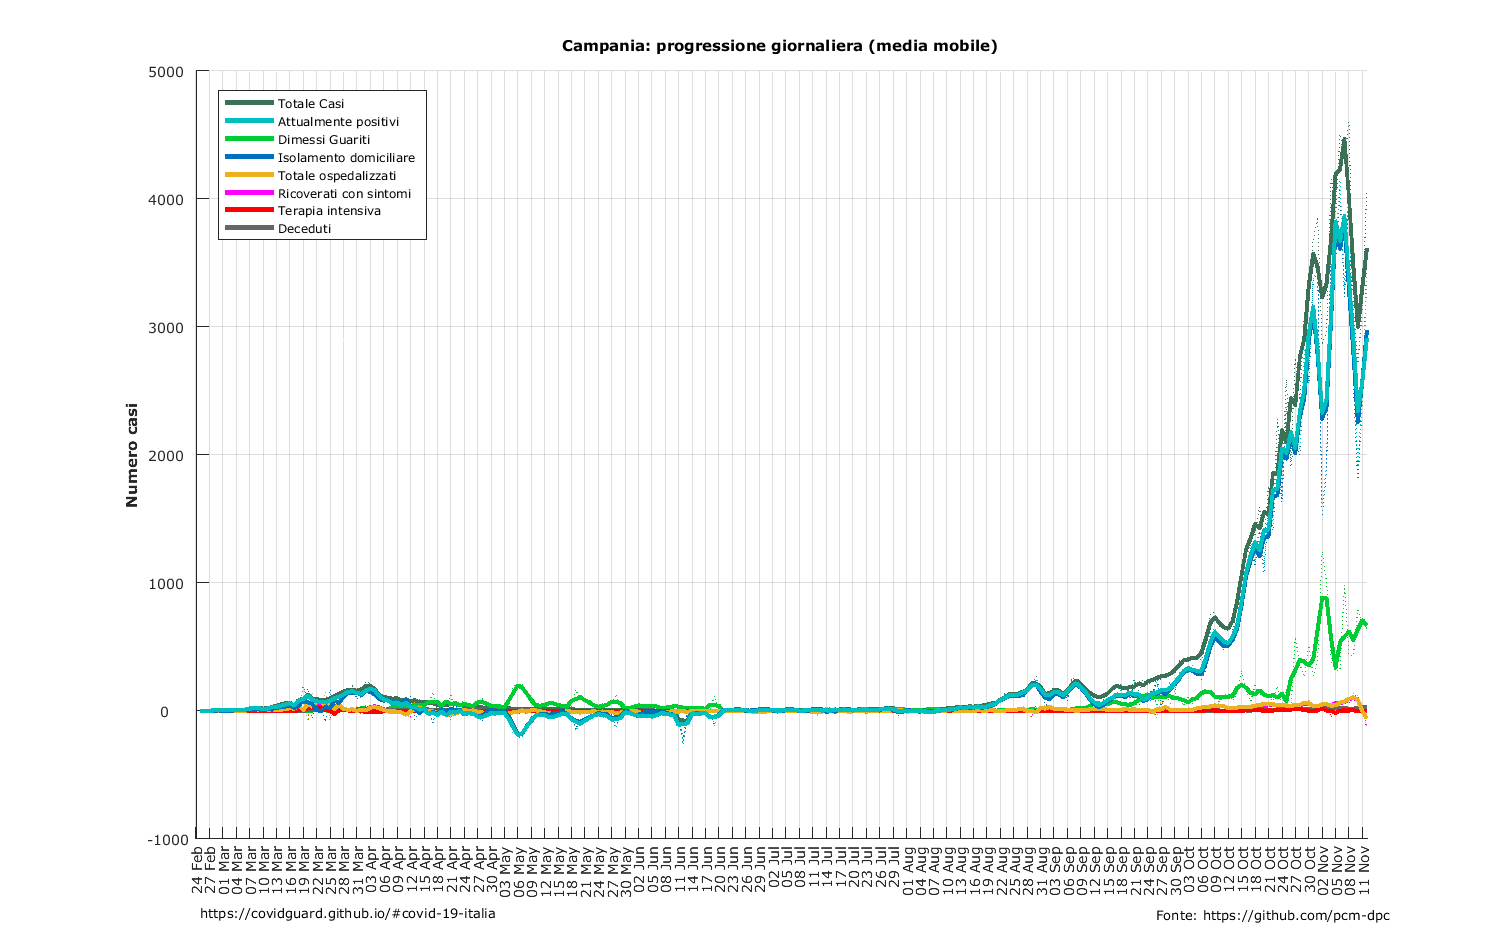 Campania: progressione giornaliera (media mobile)
5000
4000
3000
2000
1000
0
-1000
Numero casi
Totale Casi
Attualmente positivi
Dimessi Guariti
Isolamento domiciliare
Totale ospedalizzati
Ricoverati con sintomi
Terapia intensiva
Deceduti
24 Feb
27 Feb
01 Mar
04 Mar
07 Mar
10 Mar
13 Mar
16 Mar
19 Mar
22 Mar
25 Mar
28 Mar
31 Mar
03 Apr
06 Apr
09 Apr
12 Apr
15 Apr
18 Apr
21 Apr
24 Apr
27 Apr
30 Apr
03 May
06 May
09 May
12 May
15 May
18 May
21 May
24 May
27 May
30 May
02 Jun
05 Jun
08 Jun
11 Jun
14 Jun
17 Jun
20 Jun
23 Jun
26 Jun
29 Jun
02 Jul
05 Jul
08 Jul
11 Jul
14 Jul
17 Jul
20 Jul
23 Jul
26 Jul
29 Jul
01 Aug
04 Aug
07 Aug
10 Aug
13 Aug
16 Aug
19 Aug
22 Aug
25 Aug
28 Aug
31 Aug
03 Sep
06 Sep
09 Sep
12 Sep
15 Sep
18 Sep
21 Sep
24 Sep
27 Sep
30 Sep
03 Oct
06 Oct
09 Oct
12 Oct
15 Oct
18 Oct
21 Oct
24 Oct
27 Oct
30 Oct
02 Nov
05 Nov
08 Nov
11 Nov
https://covidguard.github.io/#covid-19-italia
Fonte: https://github.com/pcm-dpc